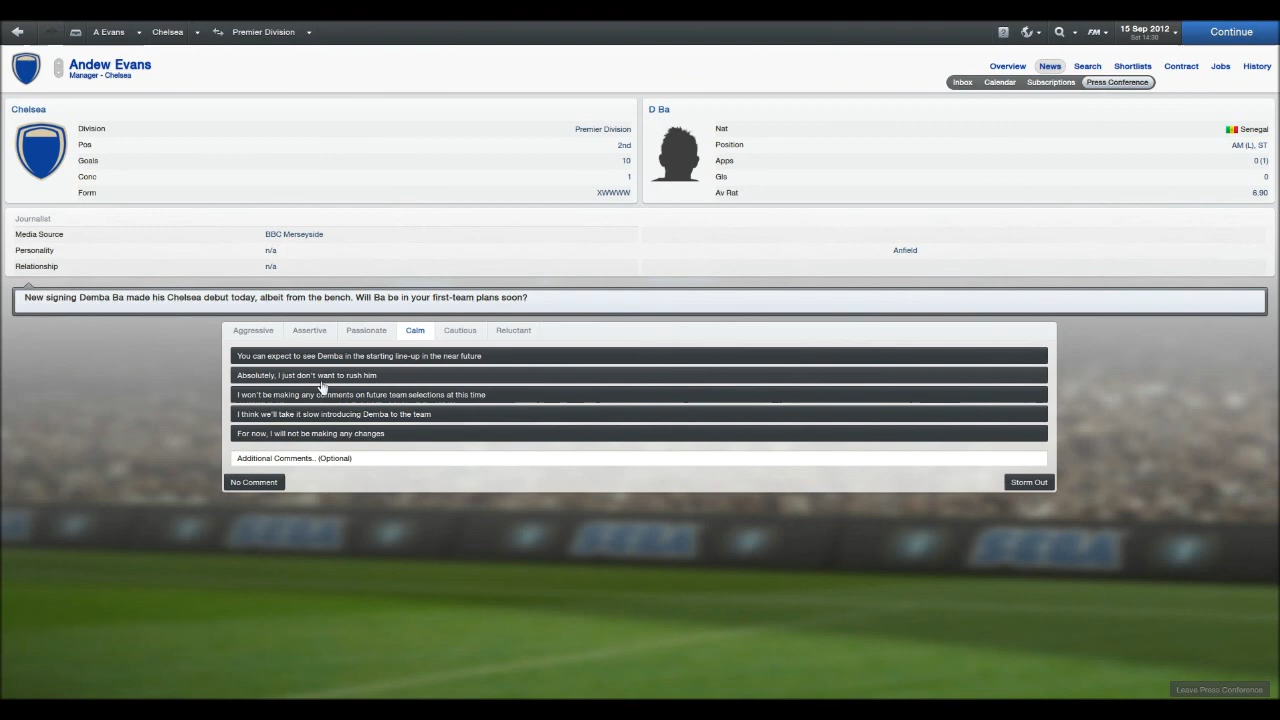 A Evans
Chelsea
Premier Division
FM
15 Sep 2012
Sat 14:30
Continue
Andew Evans
Manager - Chelsea
Overview
News
Search
Shortlists
Contract
Jobs
History
Inbox
Calendar
Subscriptions
Press Conference
Chelsea
Division Premier Division
Pos 2nd
Goals 10
Conc 1
Form XWWWW
D Ba
Nat Senegal
Position AM (L), ST
Apps 0 (1)
Gls 0
Av Rat 6.90
Journalist
Media Source BBC Merseyside
Personality n/a Anfield
Relationship n/a
New signing Demba Ba made his Chelsea debut today, albeit from the bench. Will Ba be in your first-team plans soon?
Aggressive Assertive Passionate Calm Cautious Reluctant
You can expect to see Demba in the starting line-up in the near future
Absolutely, I just don't want to rush him
I won't be making any comments on future team selections at this time
I think we'll take it slow introducing Demba to the team
For now, I will not be making any changes
Additional Comments.. (Optional)
No Comment Storm Out
SEGA SEGA SEGA
Leave Press Conference